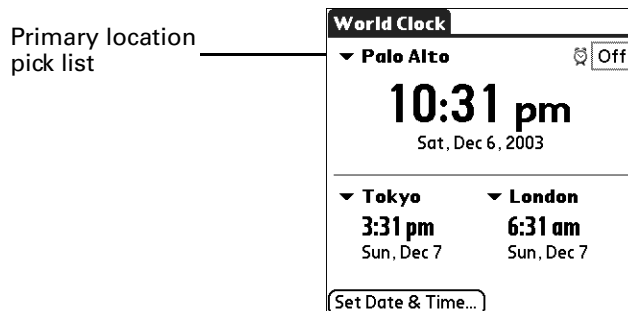 Primary location
pick list
World Clock
Palo Alto
Off
10:31 pm
Sat, Dec 6, 2003
Tokyo
London
3:31 pm
6:31 am
Sun, Dec 7
Sun, Dec 7
Set Date & Time...